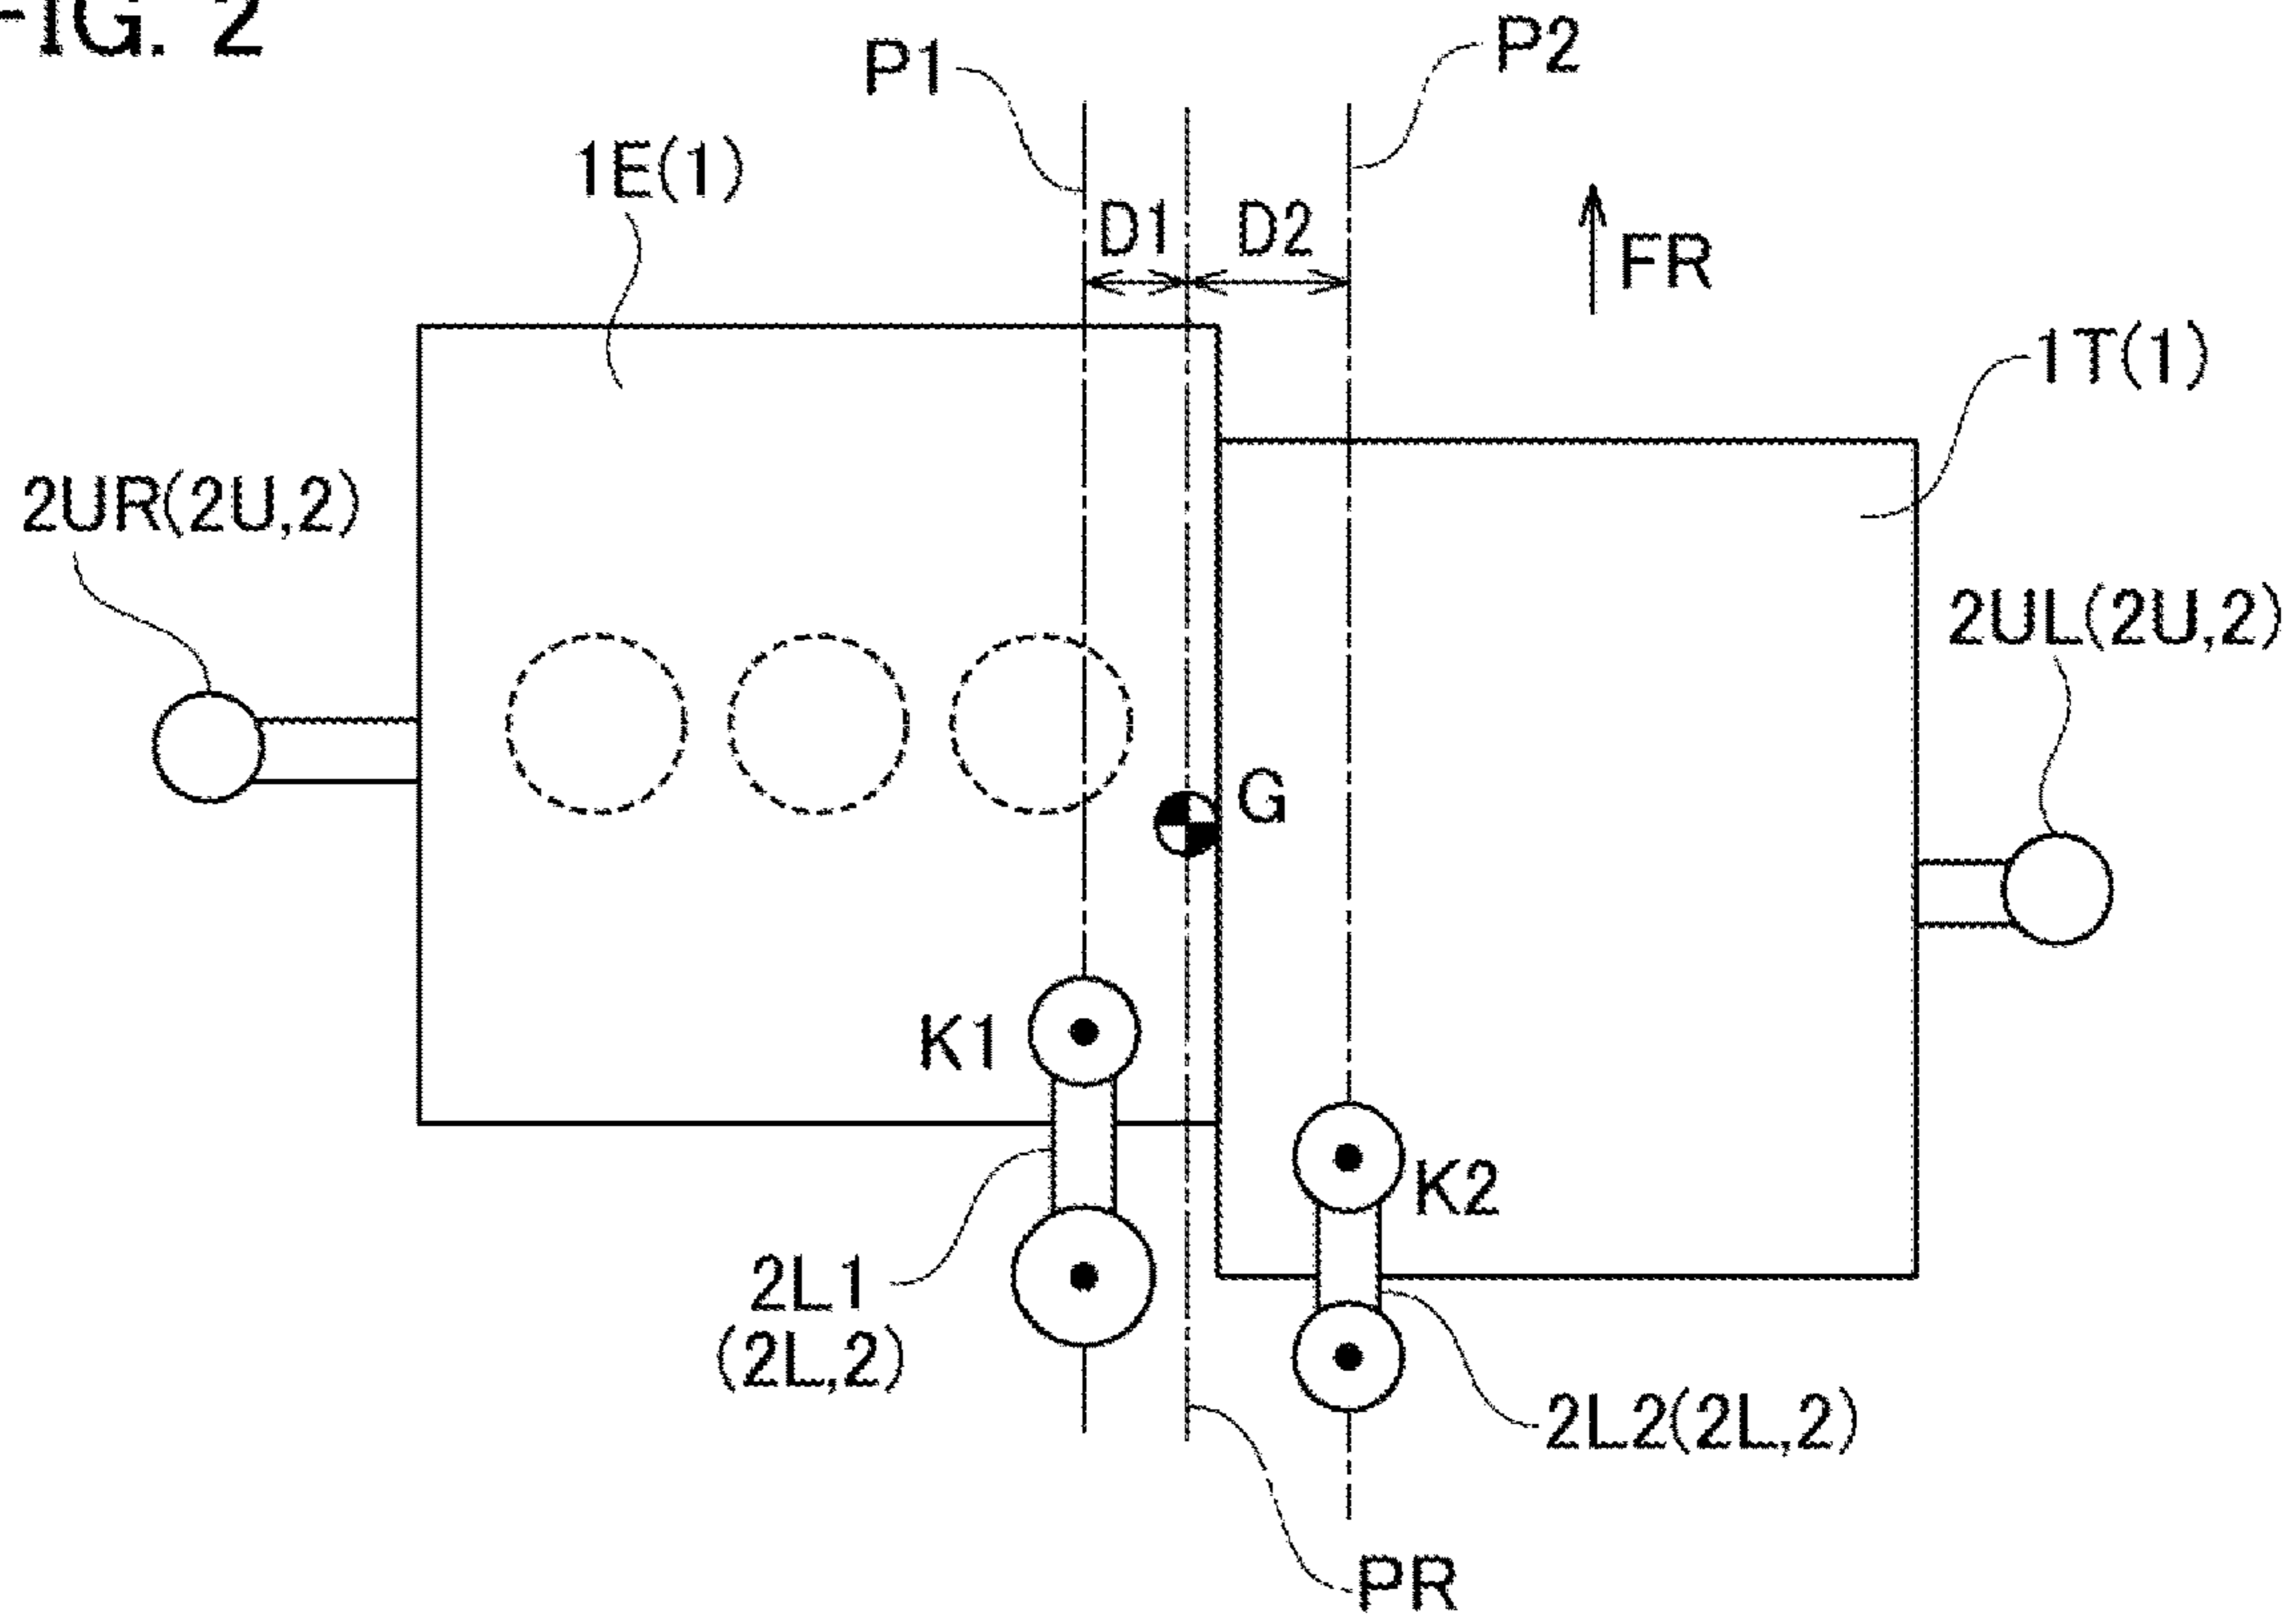 FIG. 2
P1
P2
1E(1)
D1
D2
FR
1T(1)
2UR(2U,2)
2UL(2U,2)
G
K1
K2
2L1
(2L,2)
2L2(2L,2)
PR